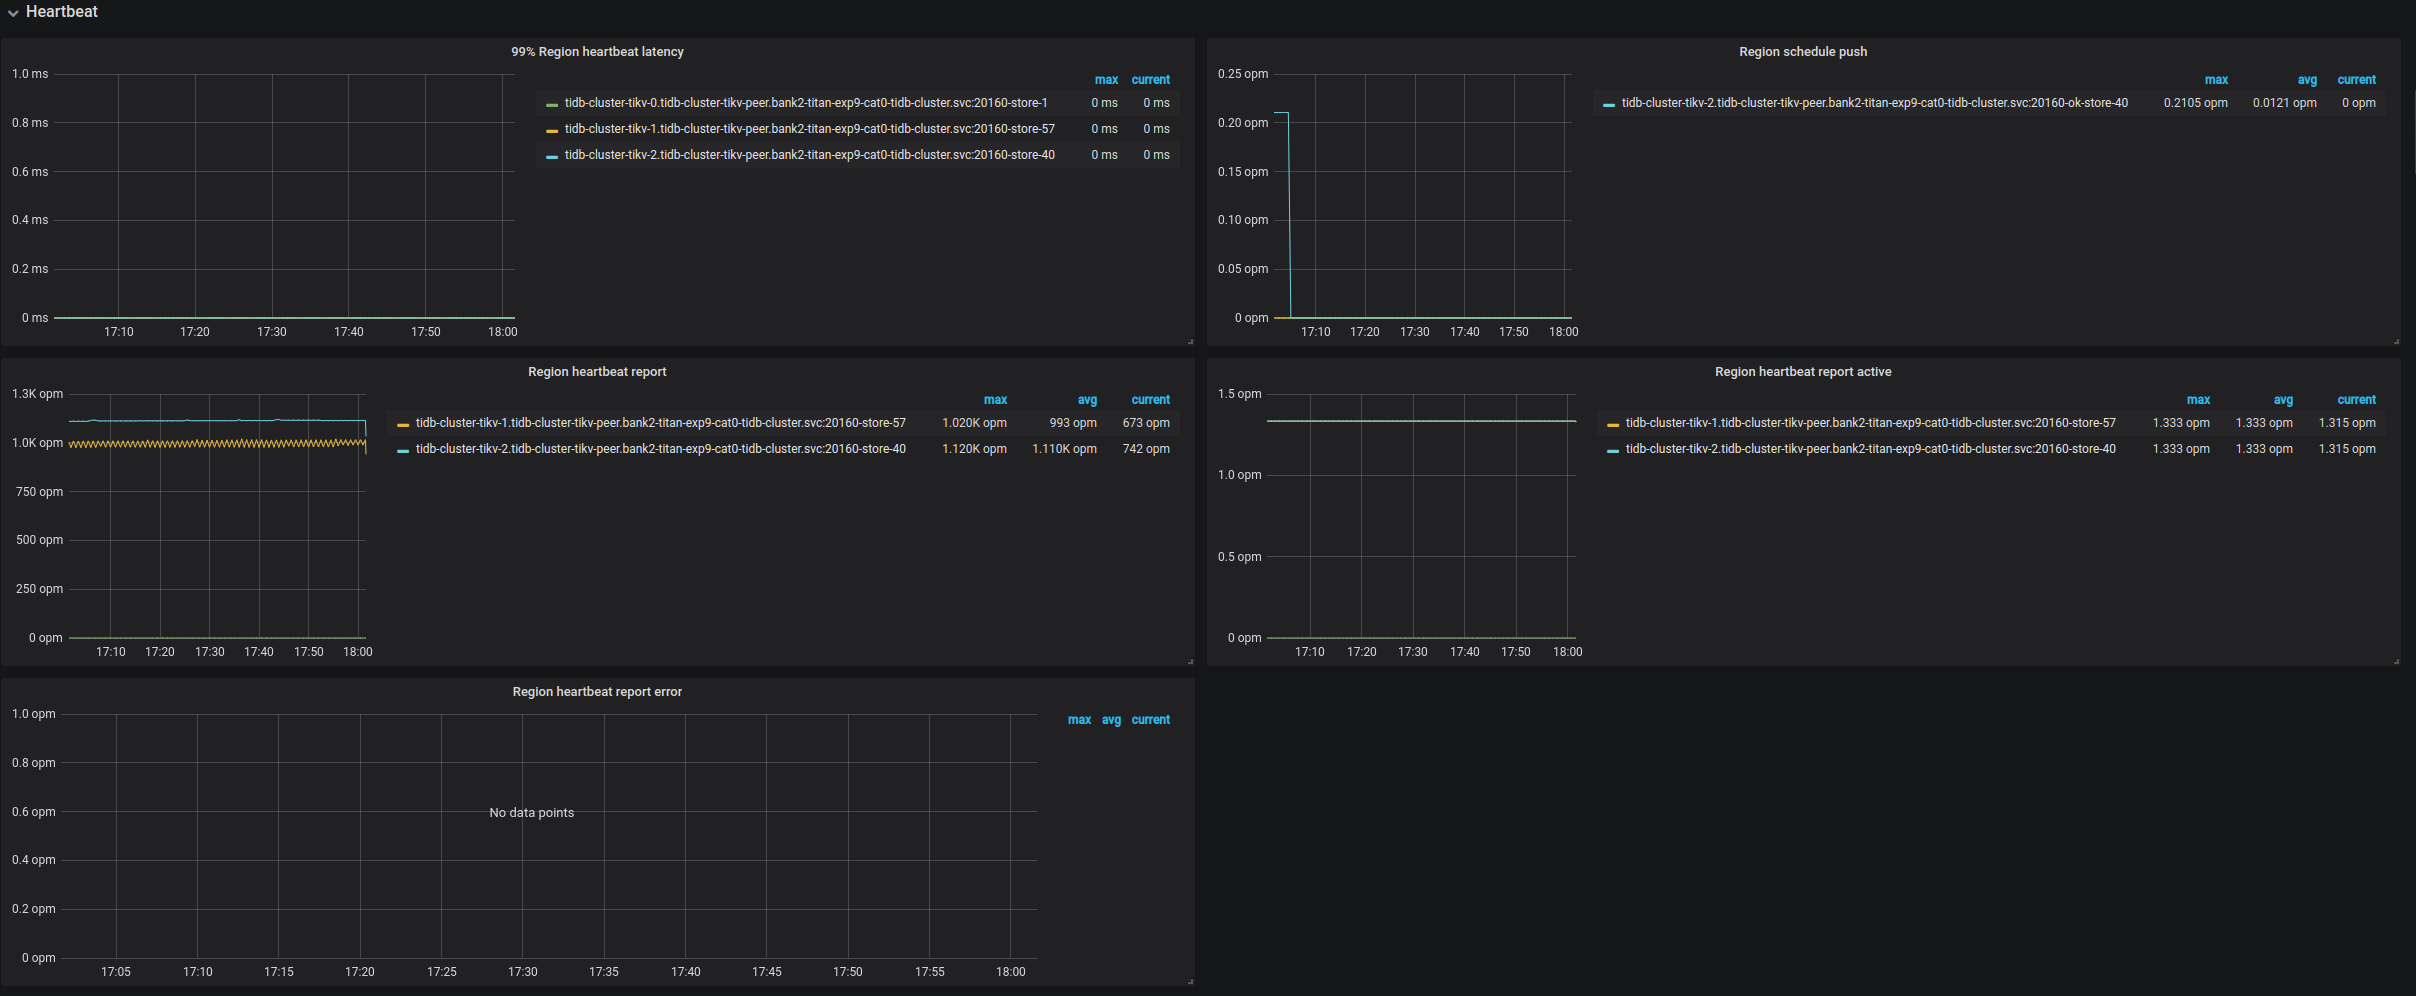 Heartbeat
99% Region heartbeat latency
1.0 ms
0.8 ms
0.6 ms
0.4 ms
0.2 ms
0 ms
17:10 17:20 17:30 17:40 17:50 18:00
max current
tidb-cluster-tikv-0.tidb-cluster-tikv-peer.bank2-titan-exp9-cat0-tidb-cluster.svc:20160-store-1 0 ms 0 ms
tidb-cluster-tikv-1.tidb-cluster-tikv-peer.bank2-titan-exp9-cat0-tidb-cluster.svc:20160-store-57 0 ms 0 ms
tidb-cluster-tikv-2.tidb-cluster-tikv-peer.bank2-titan-exp9-cat0-tidb-cluster.svc:20160-store-40 0 ms 0 ms
Region schedule push
0.25 opm
0.20 opm
0.15 opm
0.10 opm
0.05 opm
0 opm
17:10 17:20 17:30 17:40 17:50 18:00
max avg current
tidb-cluster-tikv-2.tidb-cluster-tikv-peer.bank2-titan-exp9-cat0-tidb-cluster.svc:20160-ok-store-40 0.2105 opm 0.0121 opm 0 opm
Region heartbeat report
1.3K opm
1.0K opm
750 opm
500 opm
250 opm
0 opm
17:10 17:20 17:30 17:40 17:50 18:00
max avg current
tidb-cluster-tikv-1.tidb-cluster-tikv-peer.bank2-titan-exp9-cat0-tidb-cluster.svc:20160-store-57 1.020K opm 993 opm 673 opm
tidb-cluster-tikv-2.tidb-cluster-tikv-peer.bank2-titan-exp9-cat0-tidb-cluster.svc:20160-store-40 1.120K opm 1.110K opm 742 opm
Region heartbeat report active
1.5 opm
1.0 opm
0.5 opm
0 opm
17:10 17:20 17:30 17:40 17:50 18:00
max avg current
tidb-cluster-tikv-1.tidb-cluster-tikv-peer.bank2-titan-exp9-cat0-tidb-cluster.svc:20160-store-57 1.333 opm 1.333 opm 1.315 opm
tidb-cluster-tikv-2.tidb-cluster-tikv-peer.bank2-titan-exp9-cat0-tidb-cluster.svc:20160-store-40 1.333 opm 1.333 opm 1.315 opm
Region heartbeat report error
1.0 opm
0.8 opm
0.6 opm
0.4 opm
0.2 opm
0 opm
No data points
17:05 17:10 17:15 17:20 17:25 17:30 17:35 17:40 17:45 17:50 17:55 18:00
max avg current